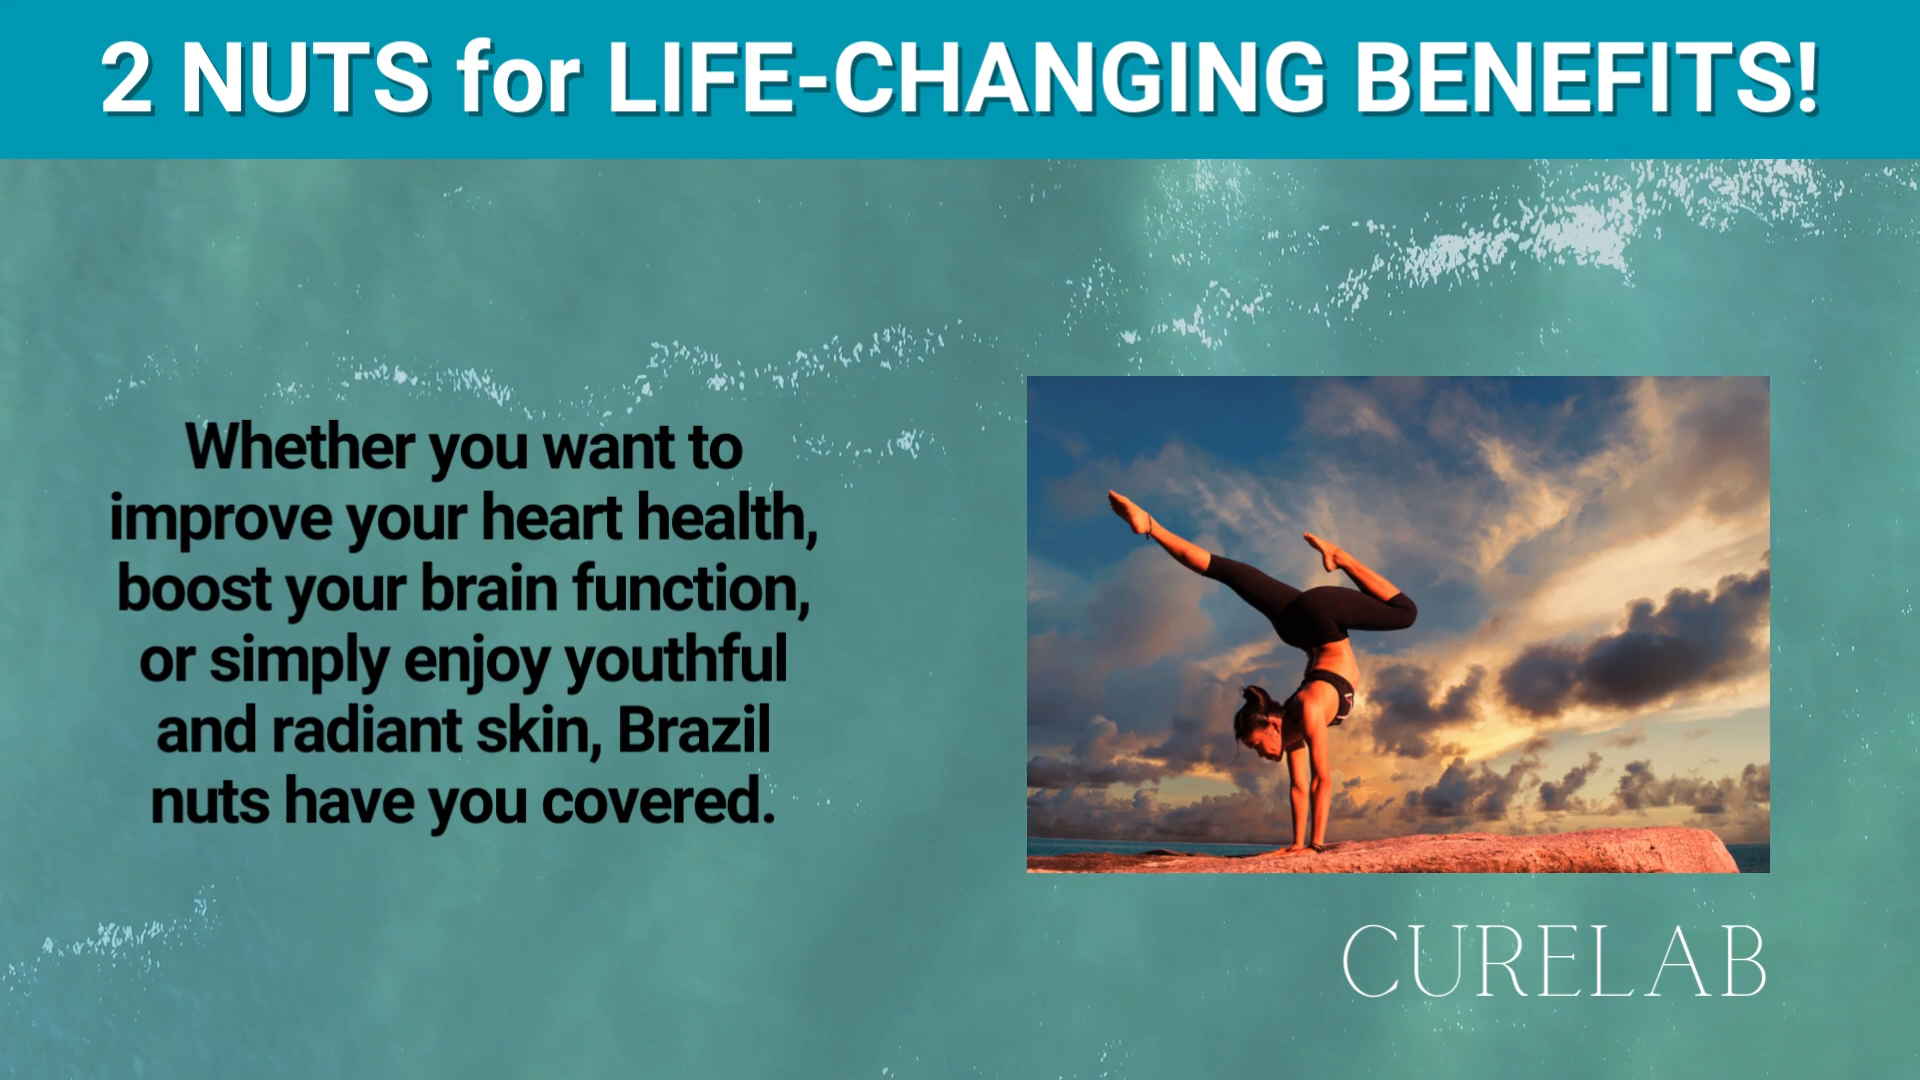 2 NUTS for LIFE-CHANGING BENEFITS!
Whether you want to
improve your heart health,
boost your brain function,
or simply enjoy youthful
and radiant skin, Brazil
nuts have you covered.
CURELAB